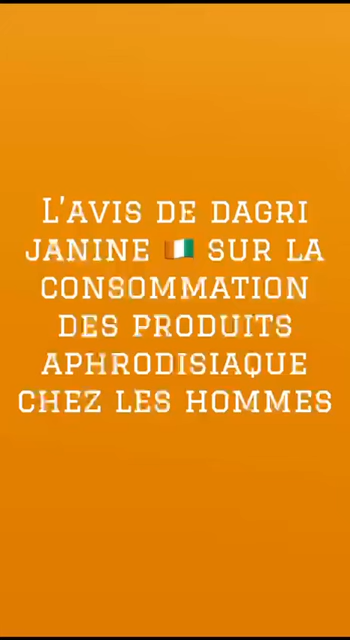 L'AVIS DE DAGRI
JANINE 🇨🇮 SUR LA
CONSOMMATION
DES PRODUITS
APHRODISIAQUE
CHEZ LES HOMMES